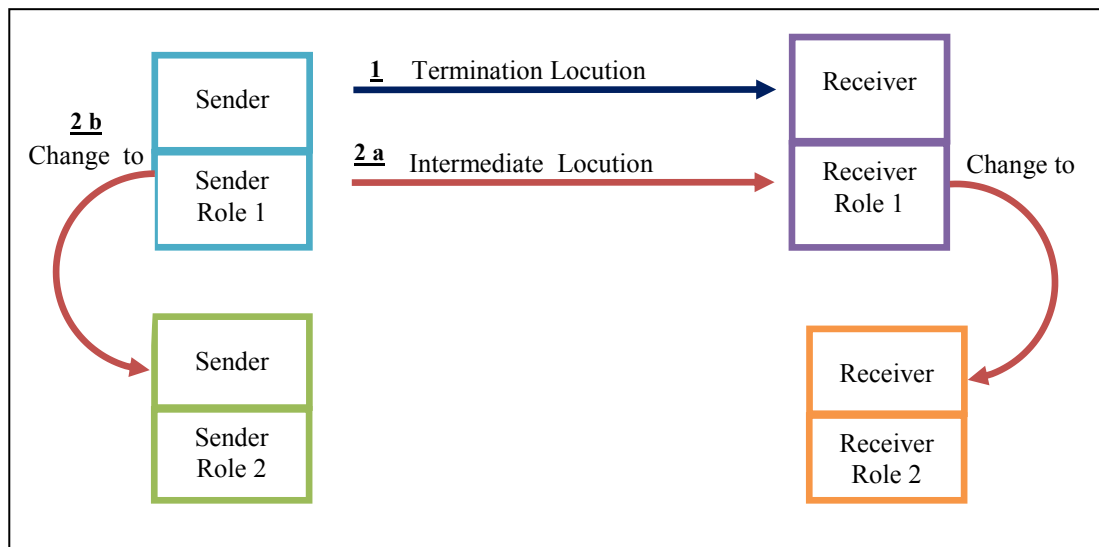 1 Termination Locution
Sender
Receiver
2 b
Change to
2 a Intermediate Locution
Sender
Role 1
Receiver
Role 1
Change to
Sender
Receiver
Sender
Role 2
Receiver
Role 2